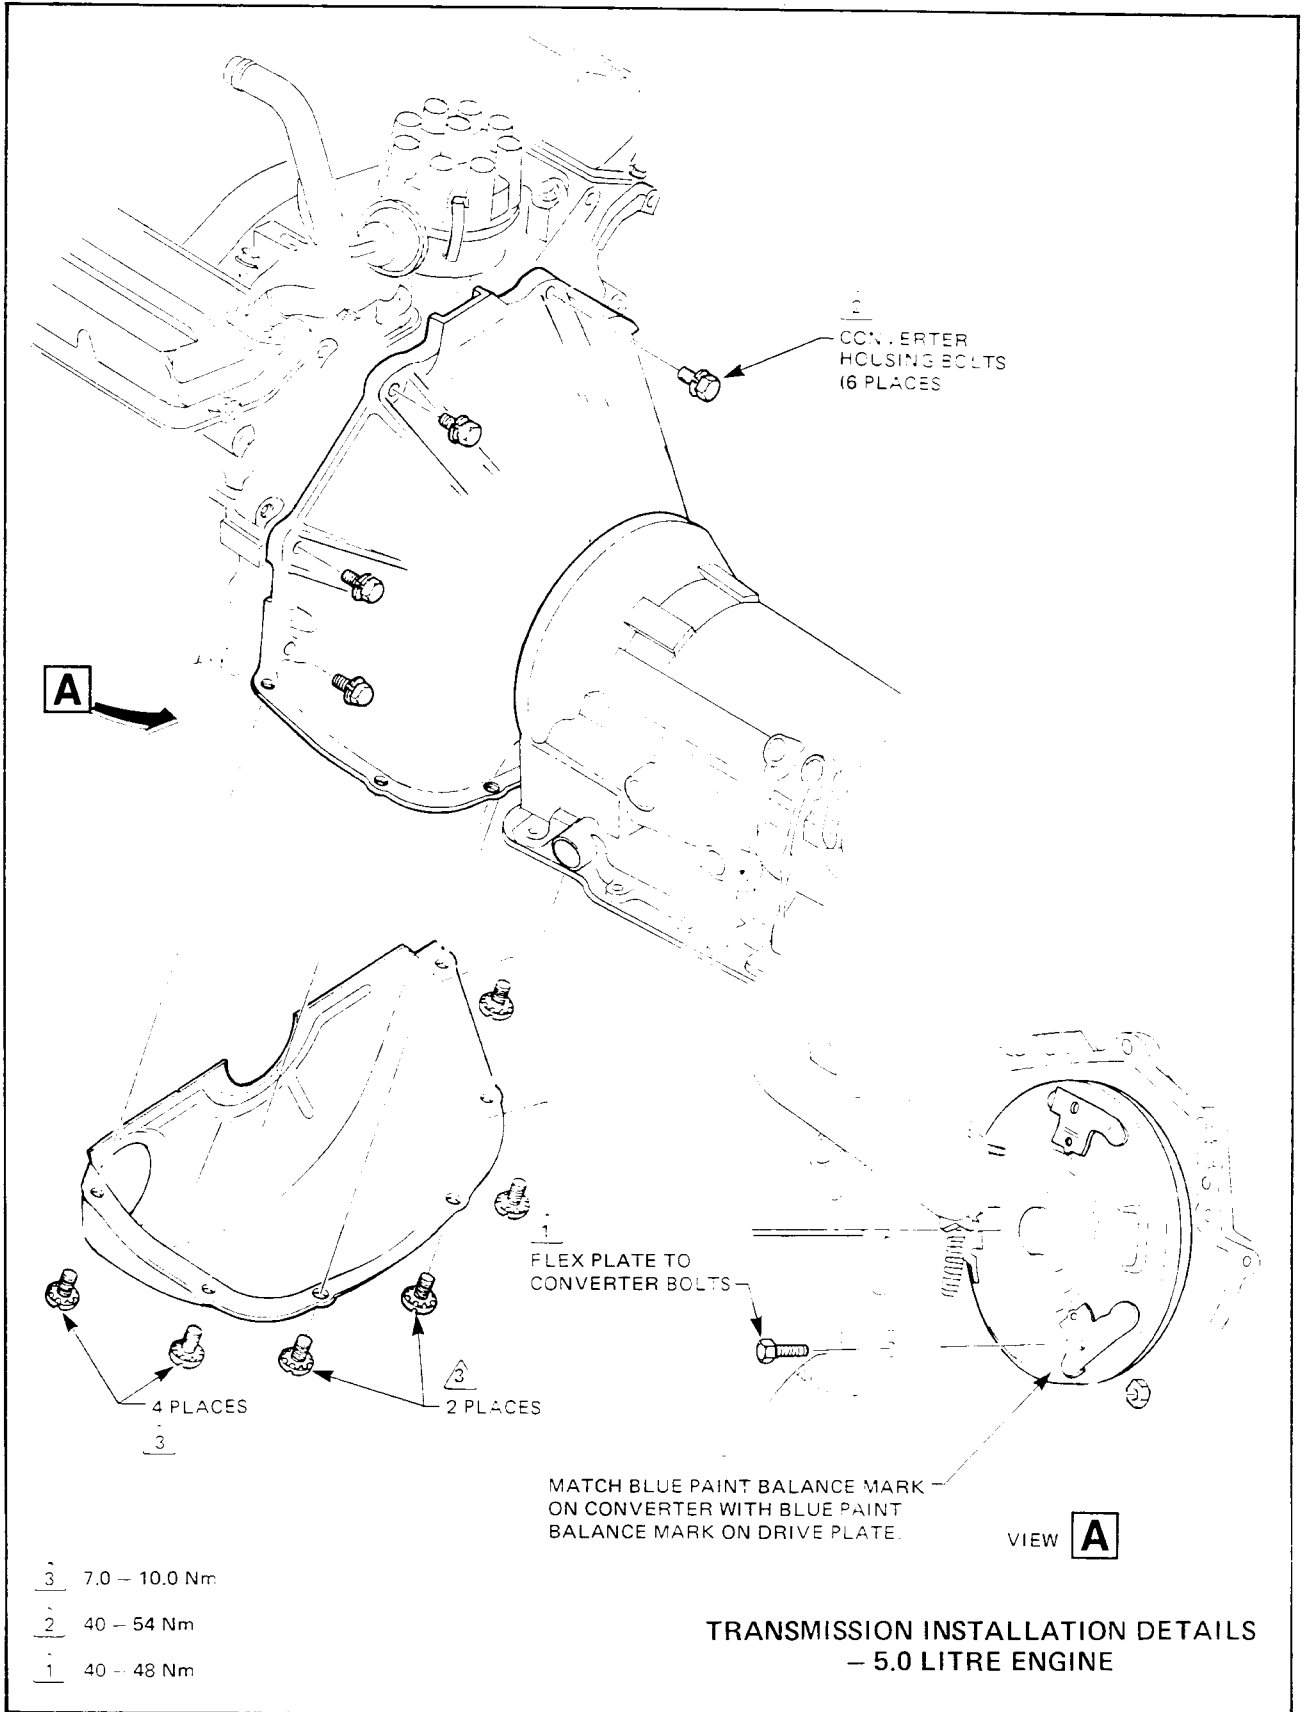 2
CONVERTER
HOUSING BOLTS
(6 PLACES
A
1
FLEX PLATE TO
CONVERTER BOLTS
4 PLACES
3
3
2 PLACES
MATCH BLUE PAINT BALANCE MARK
ON CONVERTER WITH BLUE PAINT
BALANCE MARK ON DRIVE PLATE.
VIEW A
3 7.0 – 10.0 Nm
2 40 – 54 Nm
1 40 – 48 Nm
TRANSMISSION INSTALLATION DETAILS
– 5.0 LITRE ENGINE